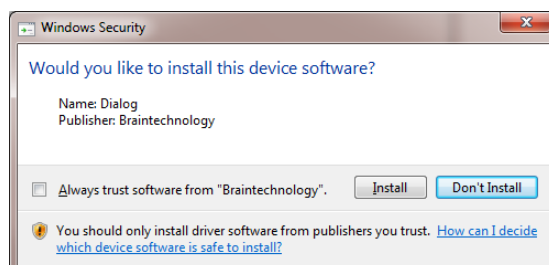 Windows Security
Would you like to install this device software?
Name: Dialog
Publisher: Braintechnology
Always trust software from "Braintechnology".
Install
Don't Install
You should only install driver software from publishers you trust. How can I decide
which device software is safe to install?